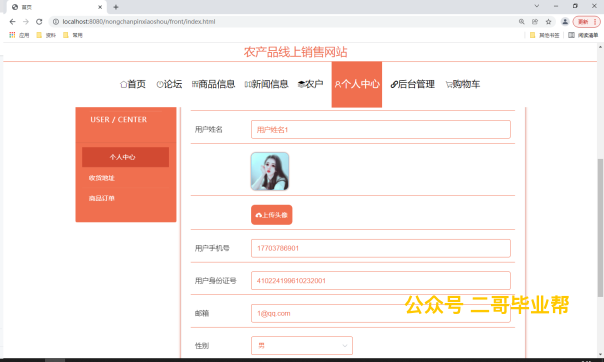 首页
localhost:8080/nongchanpinxiaoshou/front/index.html
更新
应用 资料 常用 其他书签 阅读清单
农产品线上销售网站
首页 论坛 商品信息 新闻信息 农户 个人中心 后台管理 购物车
USER / CENTER
个人中心
收货地址
商品订单
用户姓名 用户姓名1
上传头像
用户手机号 17703786901
用户身份证号 410224199610232001
邮箱 1@qq.com
性别 男
公众号 二哥毕业帮